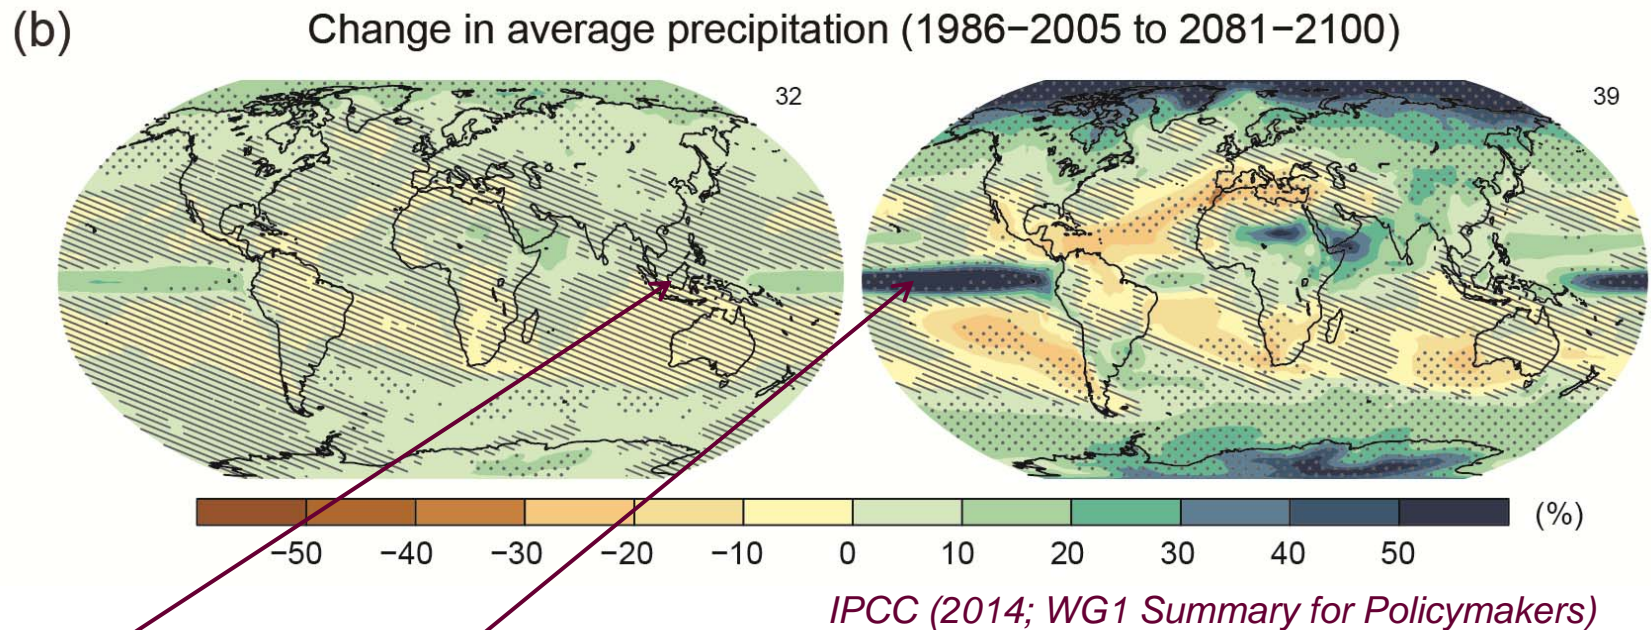 (b) Change in average precipitation (1986−2005 to 2081−2100)
32
39
(%)
−50 −40 −30 −20 −10 0 10 20 30 40 50
IPCC (2014; WG1 Summary for Policymakers)